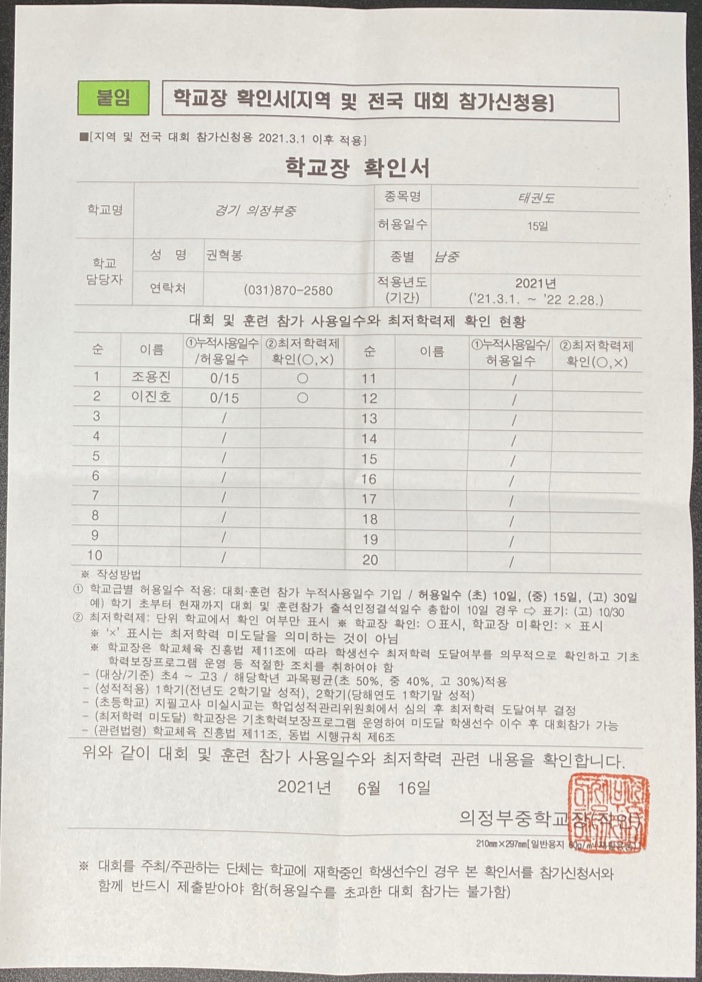 붙임 학교장 확인서[지역 및 전국 대회 참가신청용]
■[지역 및 전국 대회 참가신청용 2021.3.1 이후 적용]
학교장 확인서
학교명 경기 의정부중 종목명 태권도
허용일수 15일
학교 담당자 성 명 권혁봉 종별 남중
연락처 (031)870-2580 적용년도 (기간) 2021년 ('21.3.1. ~ '22 2.28.)
대회 및 훈련 참가 사용일수와 최저학력제 확인 현황
순 이름 ①누적사용일수/허용일수 ②최저학력제 확인(○,×) 순 이름 ①누적사용일수/허용일수 ②최저학력제 확인(○,×)
1 조용진 0/15 ○ 11 /
2 이진호 0/15 ○ 12 /
3 / 13 /
4 / 14 /
5 / 15 /
6 / 16 /
7 / 17 /
8 / 18 /
9 / 19 /
10 / 20 /
※ 작성방법
① 학교급별 허용일수 적용: 대회·훈련 참가 누적사용일수 기입 / 허용일수 (초) 10일, (중) 15일, (고) 30일
예) 학기 초부터 현재까지 대회 및 훈련참가 출석인정결석일수 총합이 10일 경우 ⇨ 표기: (고) 10/30
② 최저학력제: 단위 학교에서 확인 여부만 표시 ※ 학교장 확인: ○표시, 학교장 미확인: × 표시
※ '×' 표시는 최저학력 미도달을 의미하는 것이 아님
※ 학교장은 학교체육 진흥법 제11조에 따라 학생선수 최저학력 도달여부를 의무적으로 확인하고 기초
학력보장프로그램 운영 등 적절한 조치를 취하여야 함
- (대상/기준) 초4 ~ 고3 / 해당학년 과목평균(초 50%, 중 40%, 고 30%)적용
- (성적적용) 1학기(전년도 2학기말 성적), 2학기(당해연도 1학기말 성적)
- (초등학교) 지필고사 미실시교는 학업성적관리위원회에서 심의 후 최저학력 도달여부 결정
- (최저학력 미도달) 학교장은 기초학력보장프로그램 운영하여 미도달 학생선수 이수 후 대회참가 가능
- (관련법령) 학교체육 진흥법 제11조, 동법 시행규칙 제6조
위와 같이 대회 및 훈련 참가 사용일수와 최저학력 관련 내용을 확인합니다.
2021년 6월 16일
의정부중학교장(직인)
210㎜×297㎜[일반용지 60g/㎡
※ 대회를 주최/주관하는 단체는 학교에 재학중인 학생선수인 경우 본 확인서를 참가신청서와
함께 반드시 제출받아야 함(허용일수를 초과한 대회 참가는 불가함)